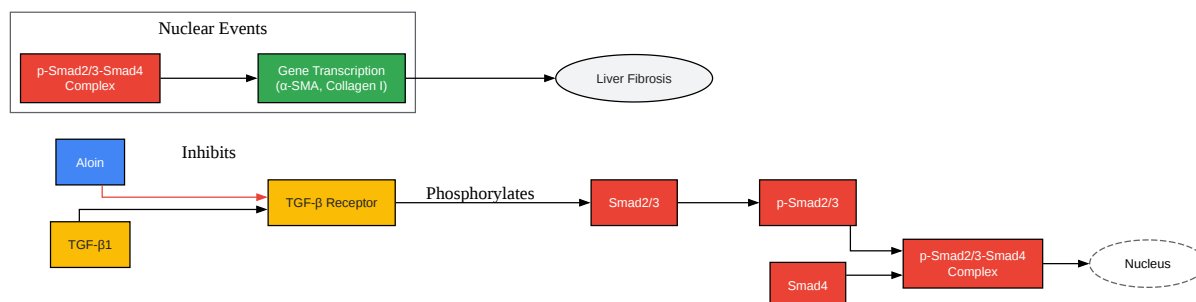 Nuclear Events
p-Smad2/3-Smad4
Complex
Gene Transcription
(α-SMA, Collagen I)
Liver Fibrosis
Aloin
Inhibits
TGF-β1
TGF-β Receptor
Phosphorylates
Smad2/3
p-Smad2/3
Smad4
p-Smad2/3-Smad4
Complex
Nucleus